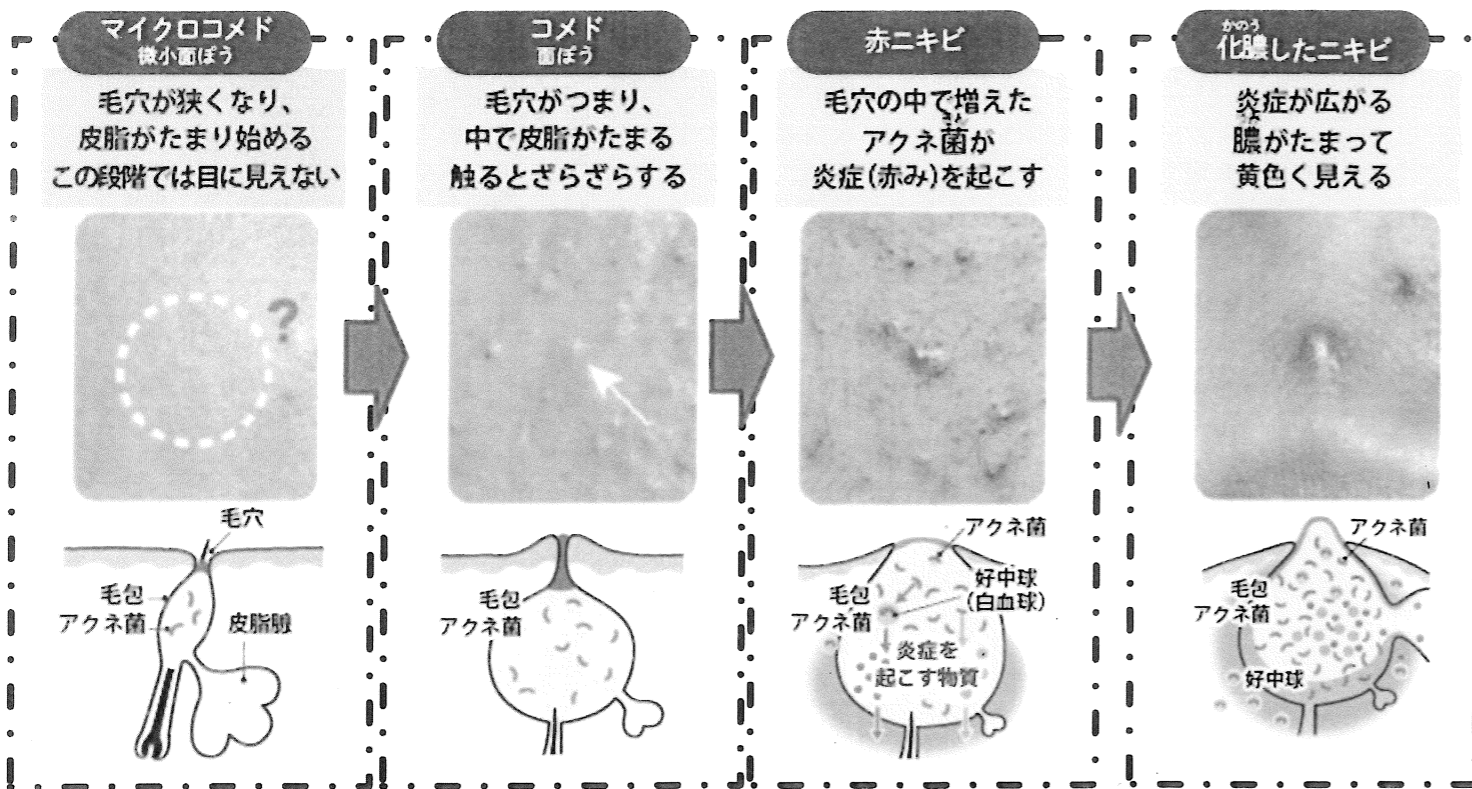 マイクロコメド
微小面ぽう
毛穴が狭くなり、
皮脂がたまり始める
この段階では目に見えない
?
毛穴
毛包
アクネ菌
皮脂腺
コメド
面ぽう
毛穴がつまり、
中で皮脂がたまる
触るとざらざらする
毛包
アクネ菌
赤ニキビ
毛穴の中で増えた
アクネ菌が
炎症(赤み)を起こす
アクネ菌
好中球
(白血球)
毛包
アクネ菌
炎症を
起こす物質
かのう
化膿したニキビ
炎症が広がる
膿がたまって
黄色く見える
アクネ菌
毛包
アクネ菌
好中球